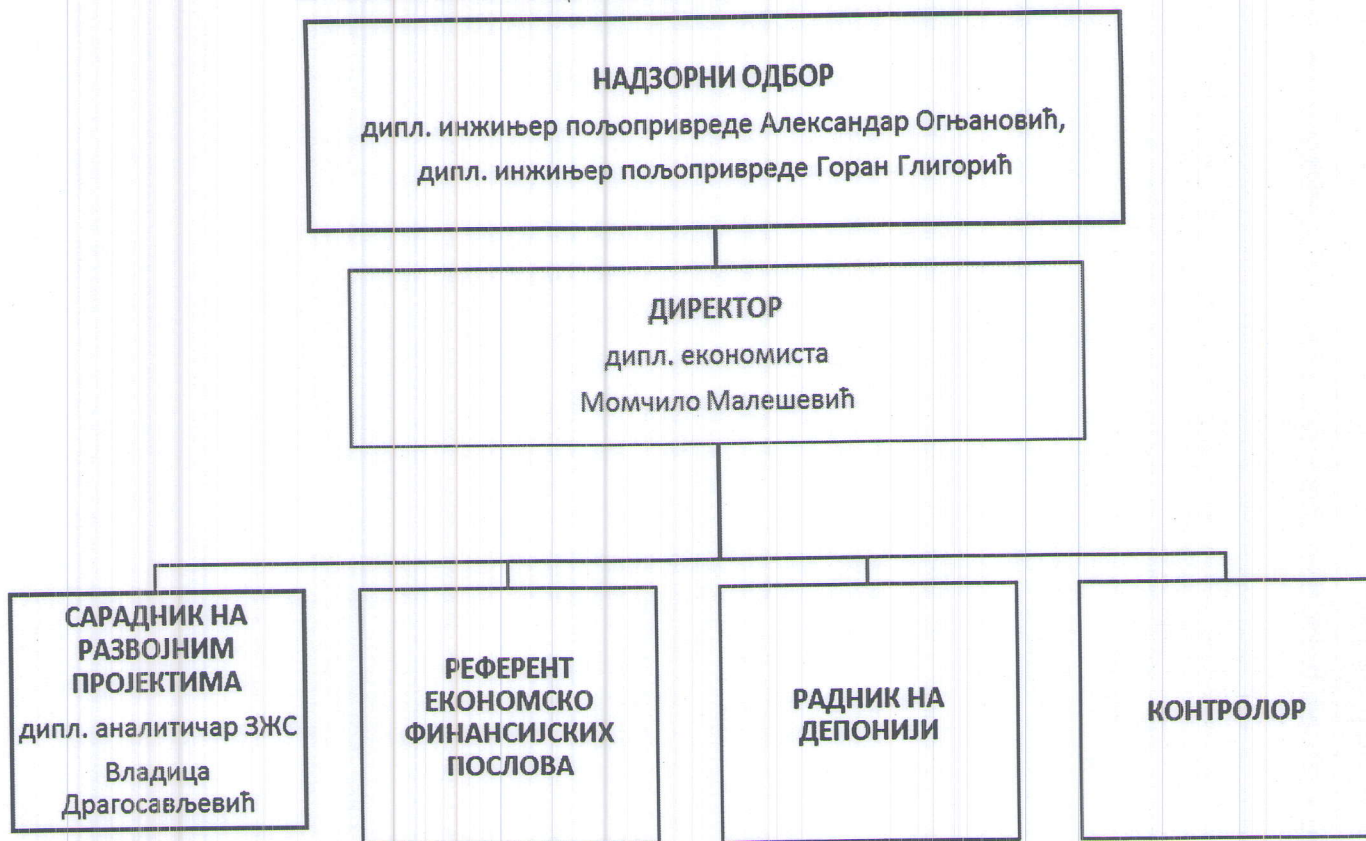 НАДЗОРНИ ОДБОР
дипл. инжињер пољопривреде Александар Огњановић,
дипл. инжињер пољопривреде Горан Глигорић
ДИРЕКТОР
дипл. економиста
Момчило Малешевић
САРАДНИК НА
РАЗВОЈНИМ
ПРОЈЕКТИМА
дипл. аналитичар ЗЖС
Владица
Драгосављевић
РЕФЕРЕНТ
ЕКОНОМСКО
ФИНАНСИЈСКИХ
ПОСЛОВА
РАДНИК НА
ДЕПОНИЈИ
КОНТРОЛОР